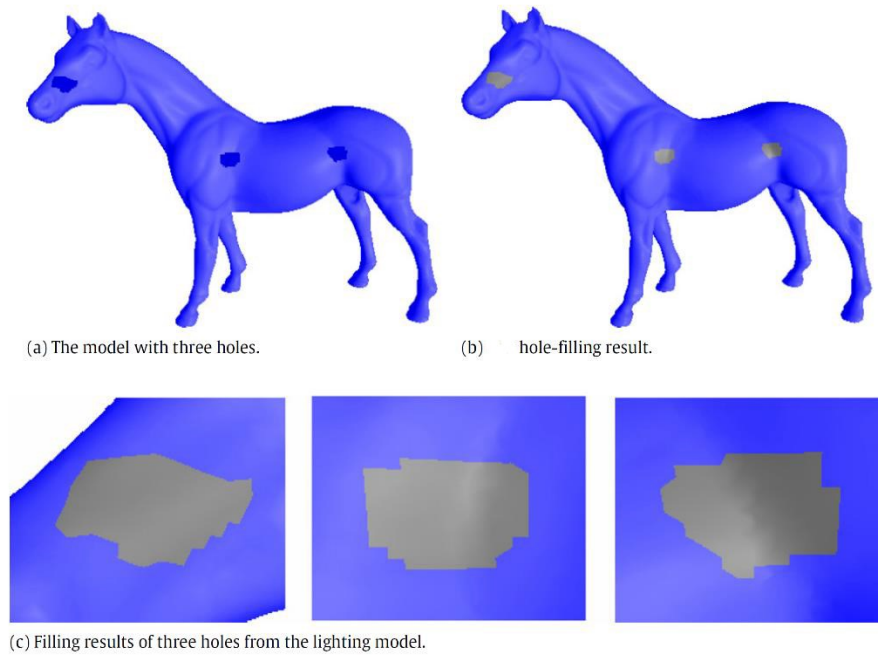 (a) The model with three holes.
(b) hole-filling result.
(c) Filling results of three holes from the lighting model.